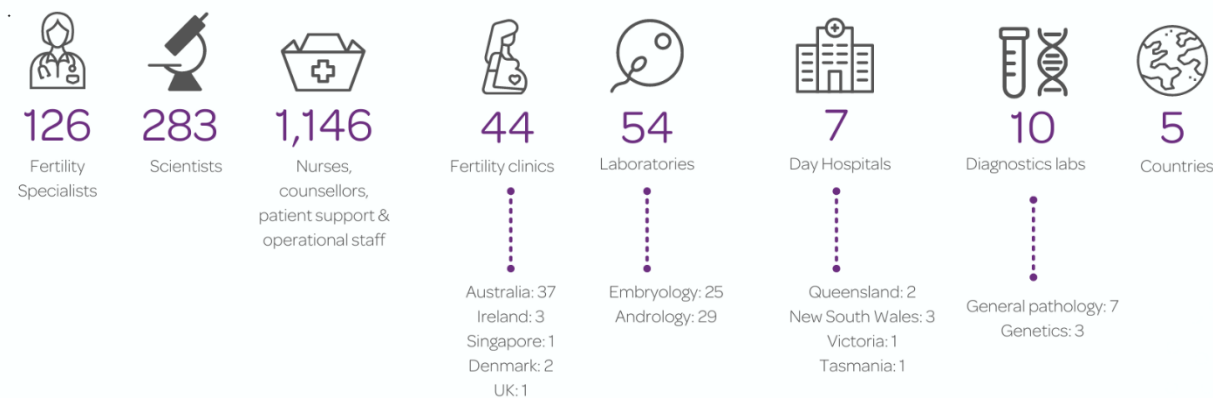 .
126
Fertility
Specialists
283
Scientists
1,146
Nurses,
counsellors,
patient support &
operational staff
44
Fertility clinics
Australia: 37
Ireland: 3
Singapore: 1
Denmark: 2
UK: 1
54
Laboratories
Embryology: 25
Andrology: 29
7
Day Hospitals
Queensland: 2
New South Wales: 3
Victoria: 1
Tasmania: 1
10
Diagnostics labs
General pathology: 7
Genetics: 3
5
Countries